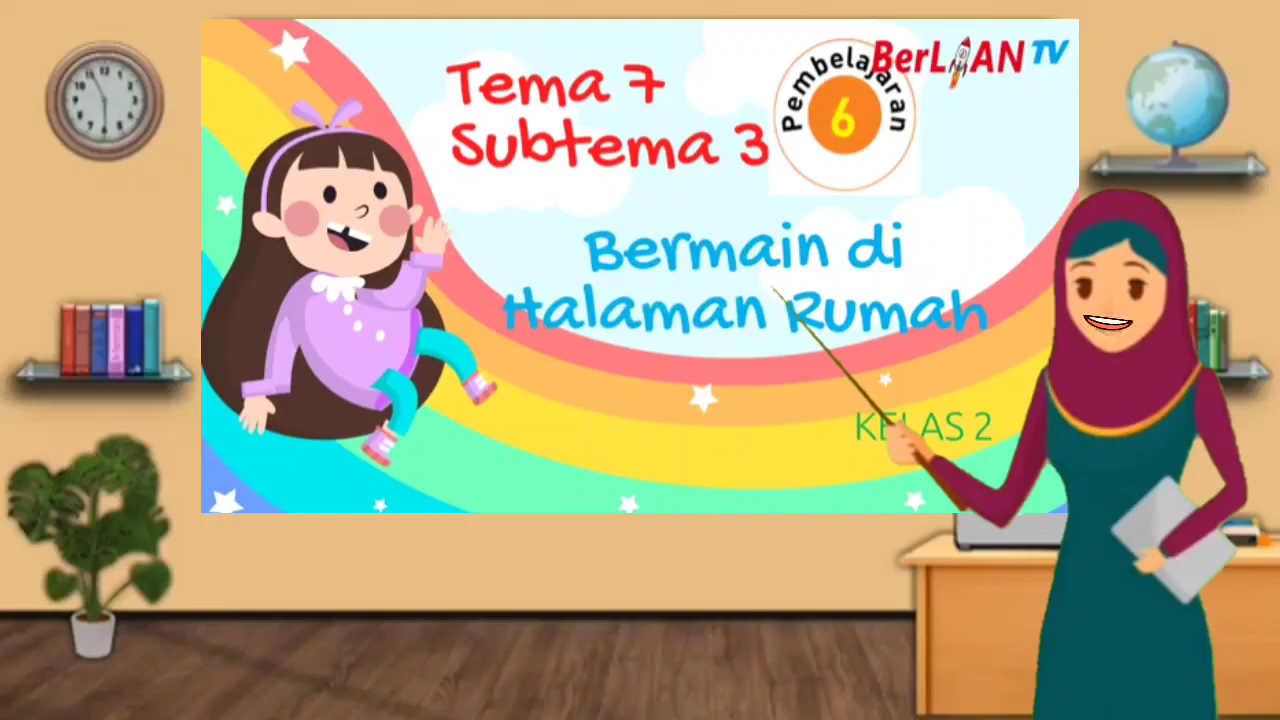 Tema 7
Subtema 3
Pembelajaran
6
BerLIAN TV
Bermain di
Halaman Rumah
KELAS 2